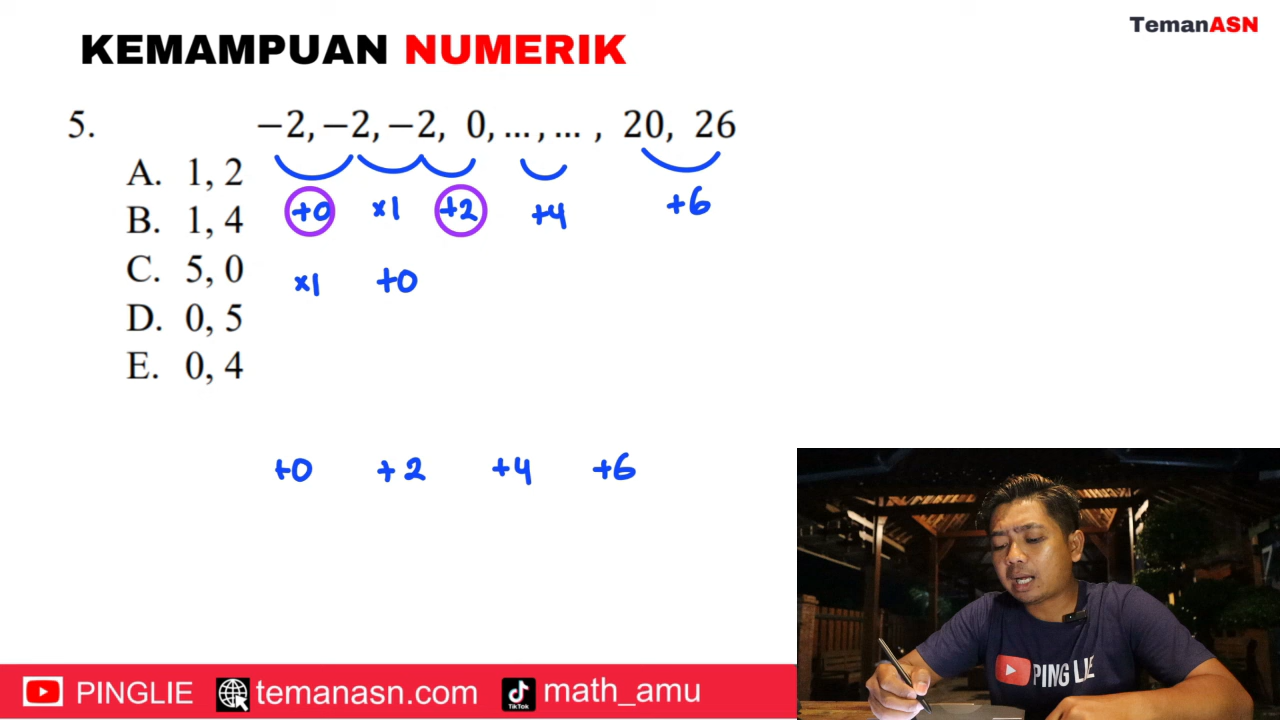 TemanASN
KEMAMPUAN NUMERIK
5. −2, −2, −2, 0, ... , ... , 20, 26
A. 1, 2
B. 1, 4
C. 5, 0
D. 0, 5
E. 0, 4
+0 ×1 +2 +4 +6
×1 +0
+0 +2 +4 +6
PING LIE
PINGLIE temanasn.com TikTok math_amu